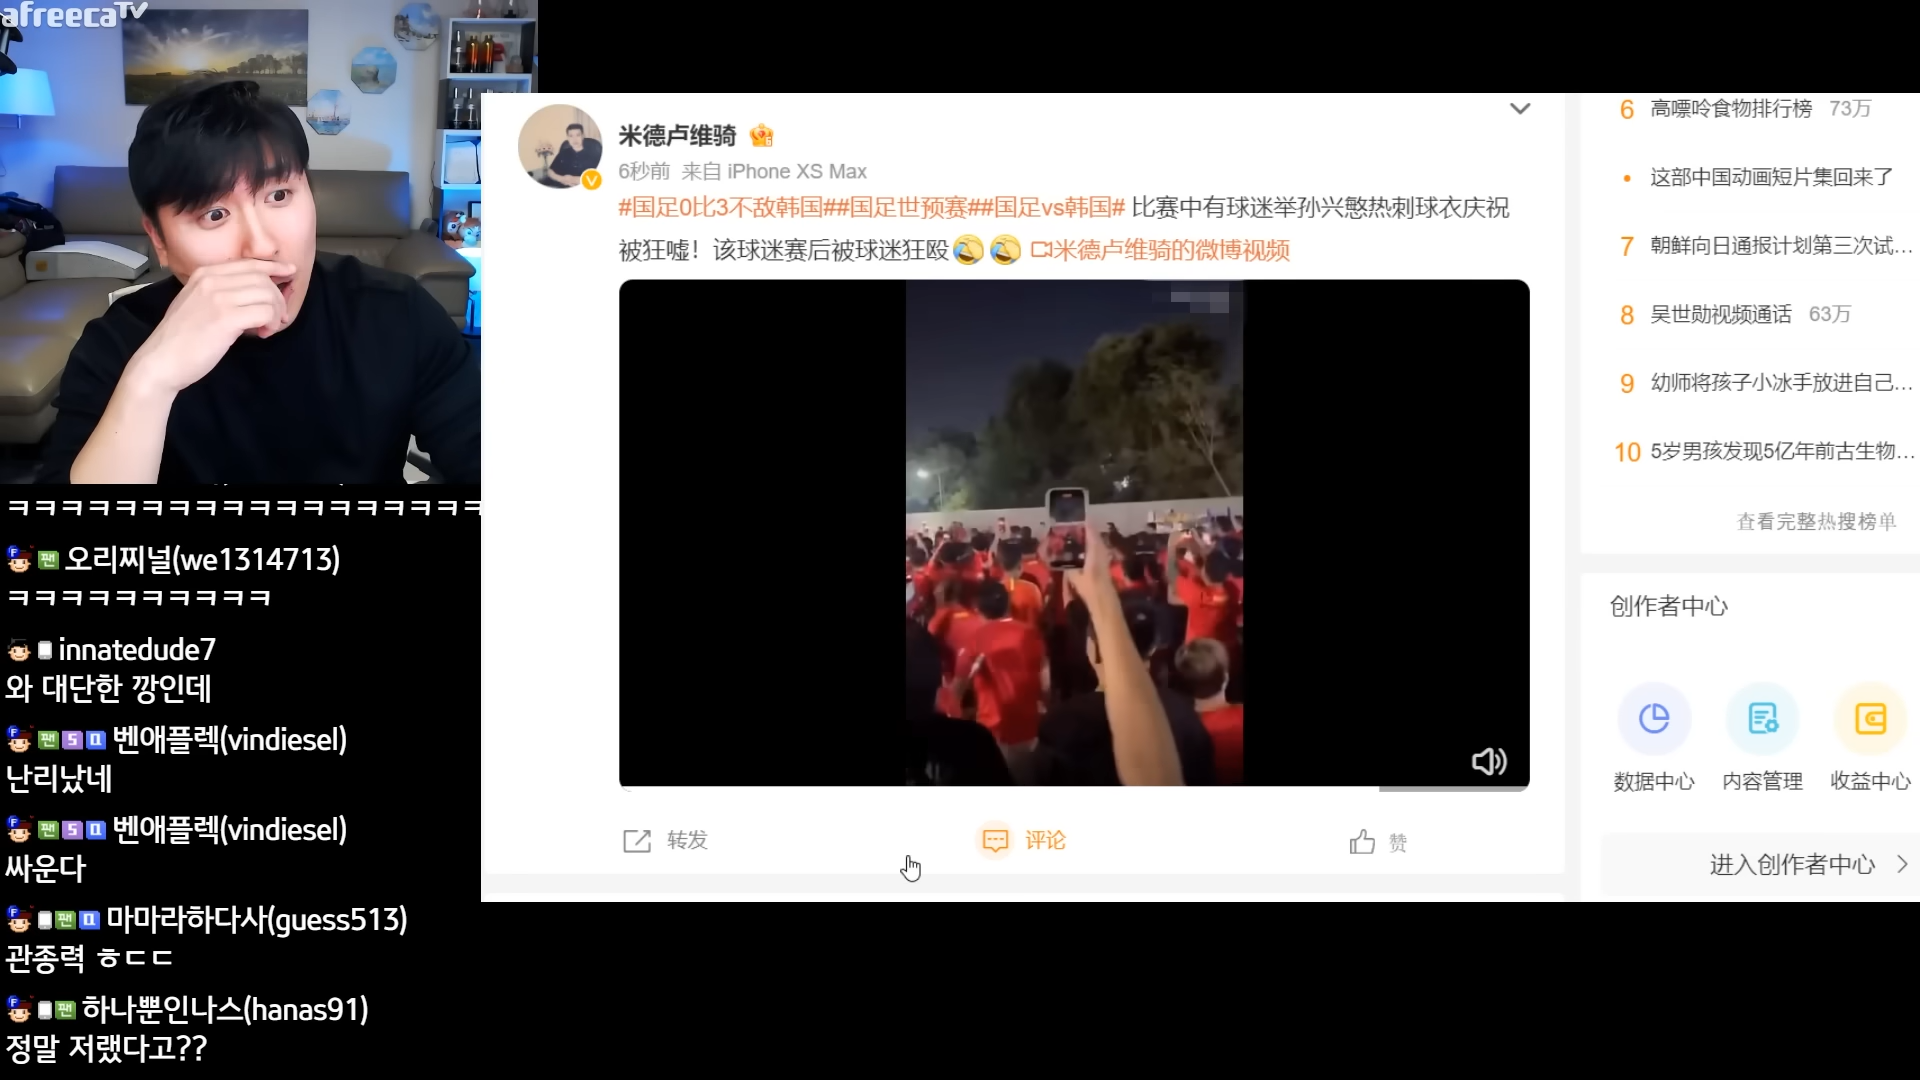 afreecaTV
ㅋㅋㅋㅋㅋㅋㅋㅋㅋㅋㅋㅋㅋㅋㅋㅋㅋㅋ
팬 오리찌널(we1314713)
ㅋㅋㅋㅋㅋㅋㅋㅋㅋㅋ
innatedude7
와 대단한 깡인데
팬 5 벤애플렉(vindiesel)
난리났네
팬 5 벤애플렉(vindiesel)
싸운다
팬 마마라하다사(guess513)
관종력 ㅎㄷㄷ
팬 하나뿐인나스(hanas91)
정말 저랬다고??
米德卢维骑
6秒前 来自 iPhone XS Max
#国足0比3不敌韩国##国足世预赛##国足vs韩国# 比赛中有球迷举孙兴慜热刺球衣庆祝
被狂嘘！该球迷赛后被球迷狂殴 米德卢维骑的微博视频
转发
评论
赞
6 高嘌呤食物排行榜 73万
• 这部中国动画短片集回来了
7 朝鲜向日通报计划第三次试...
8 吴世勋视频通话 63万
9 幼师将孩子小冰手放进自己...
10 5岁男孩发现5亿年前古生物...
查看完整热搜榜单
创作者中心
数据中心
内容管理
收益中心
进入创作者中心 >